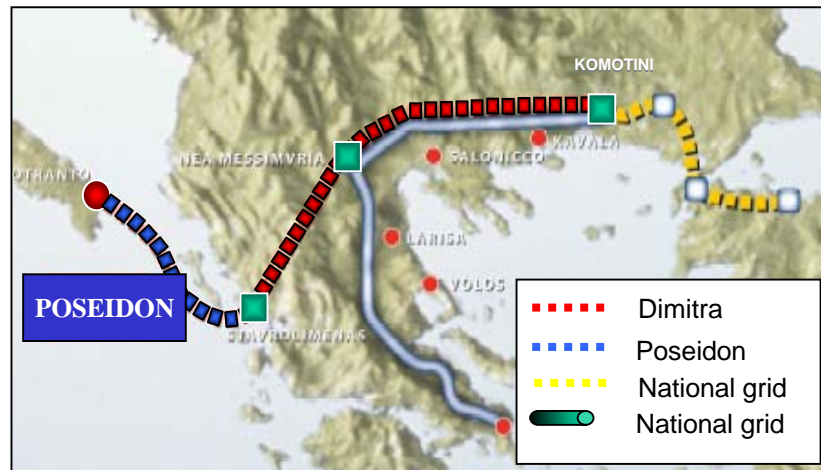 KOMOTINI
NEA MESSIMVRIA
SALONICCO
KAVALA
OTRANTO
LARISA
VOLOS
POSEIDON
STAVROLIMENAS
Dimitra
Poseidon
National grid
National grid